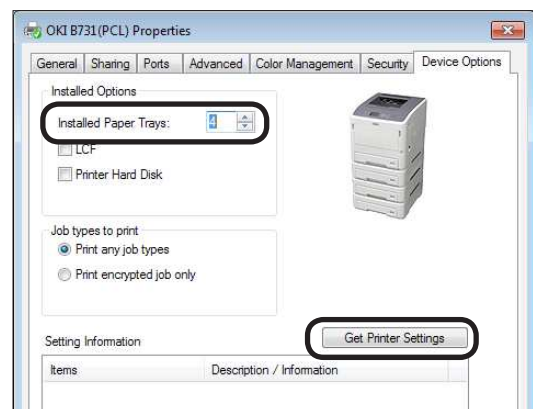 OKI B731(PCL) Properties
General Sharing Ports Advanced Color Management Security Device Options
Installed Options
Installed Paper Trays: 4
LCF
Printer Hard Disk
Job types to print
Print any job types
Print encrypted job only
Get Printer Settings
Setting Information
Items Description / Information